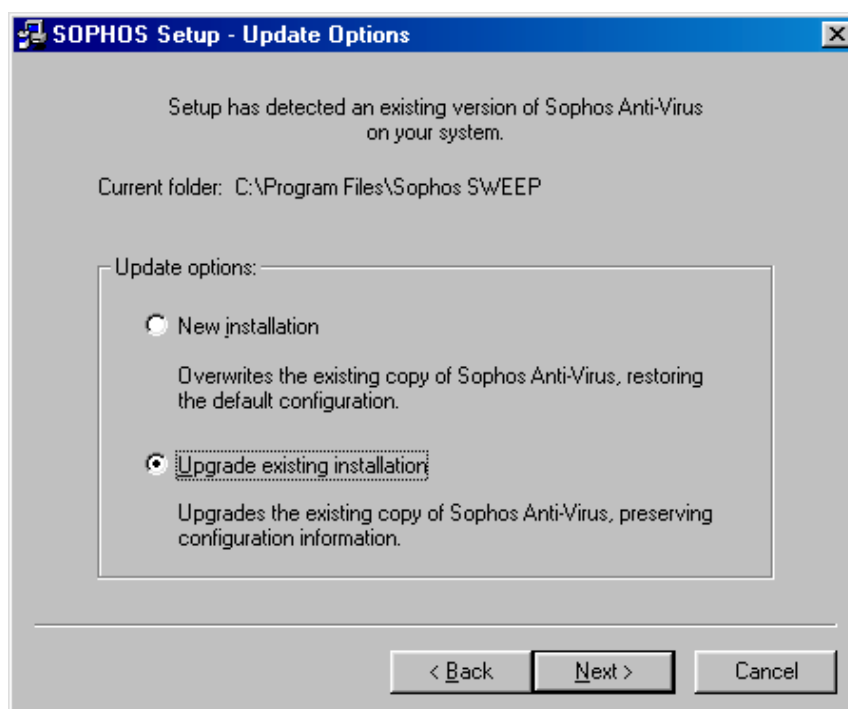 SOPHOS Setup - Update Options
Setup has detected an existing version of Sophos Anti-Virus
on your system.
Current folder: C:\Program Files\Sophos SWEEP
Update options:
New installation
Overwrites the existing copy of Sophos Anti-Virus, restoring
the default configuration.
Upgrade existing installation
Upgrades the existing copy of Sophos Anti-Virus, preserving
configuration information.
< Back Next > Cancel